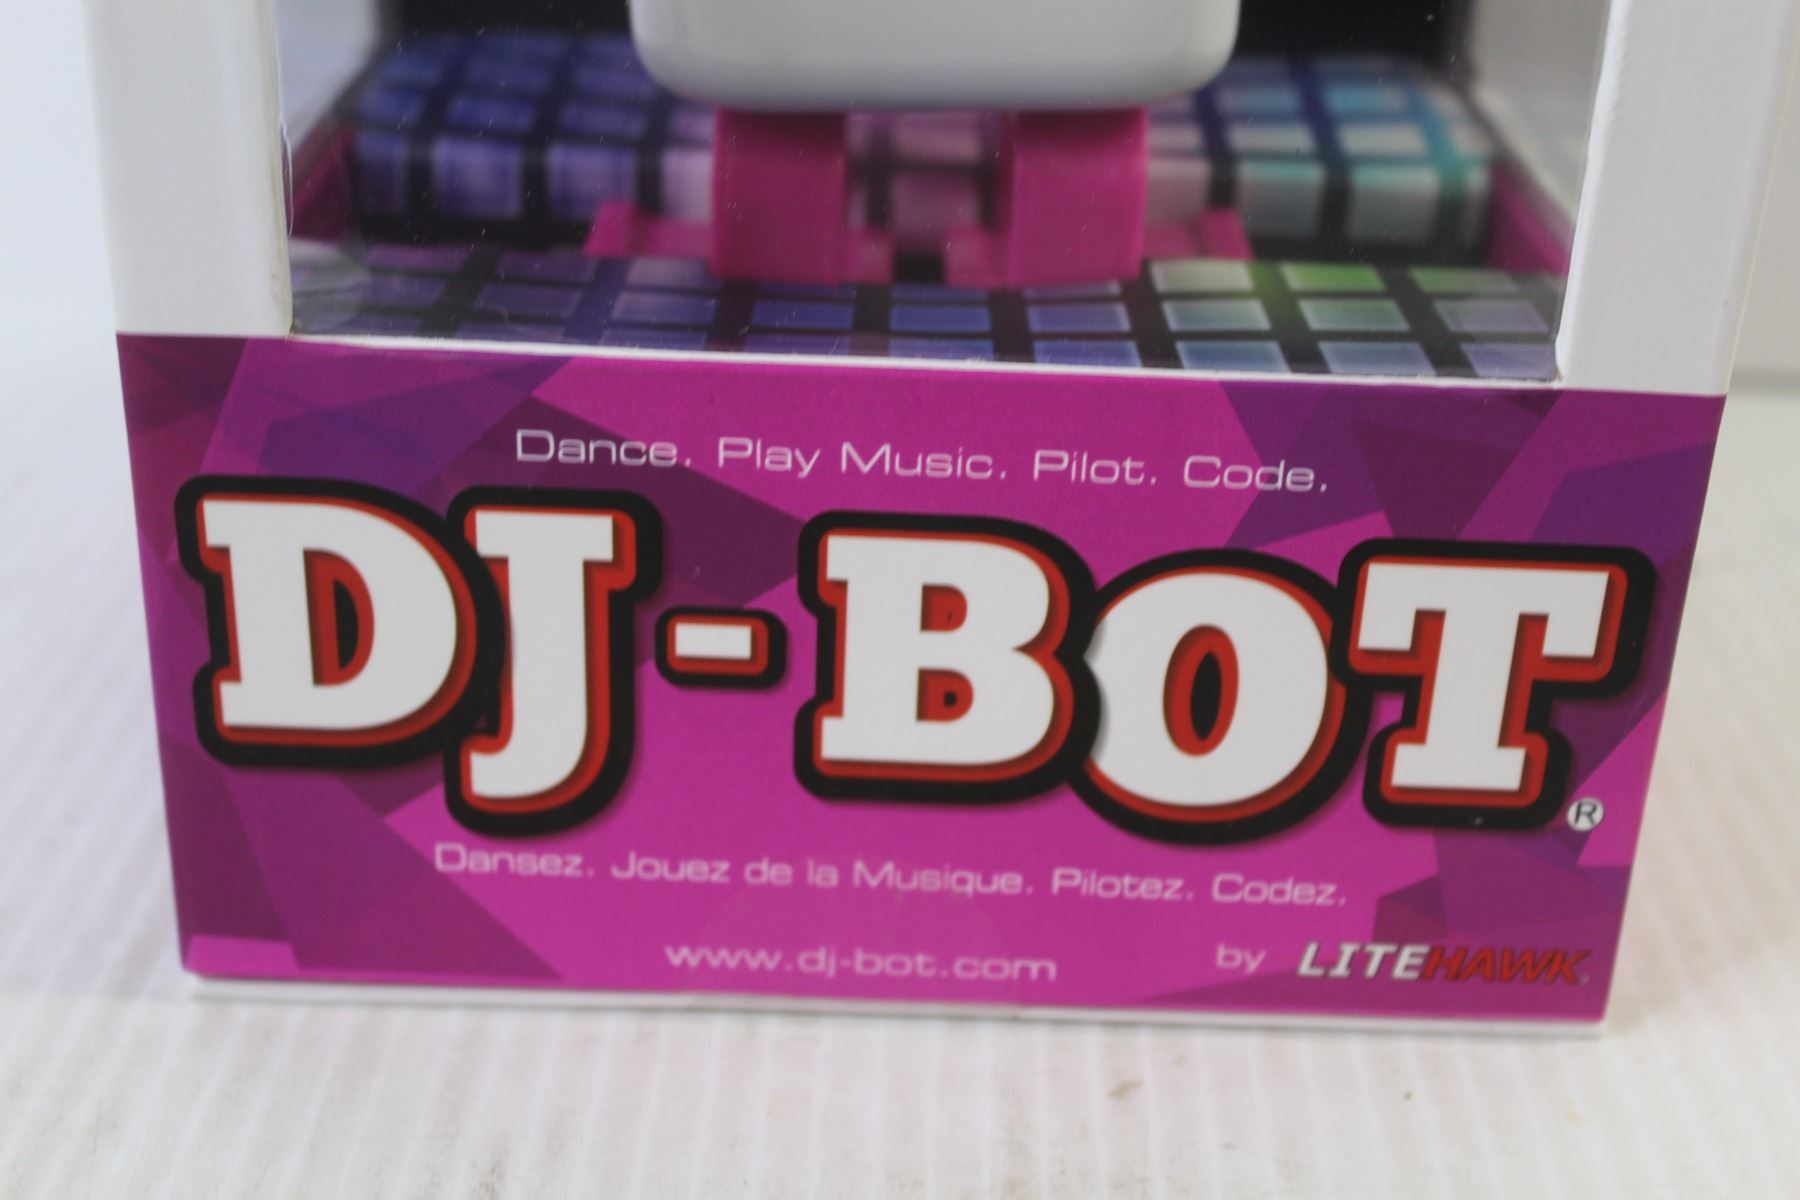 Dance. Play Music. Pilot. Code.
DJ-BOT®
Dansez. Jouez de la Musique. Pilotez. Codez.
www.dj-bot.com
by LITEHAWK